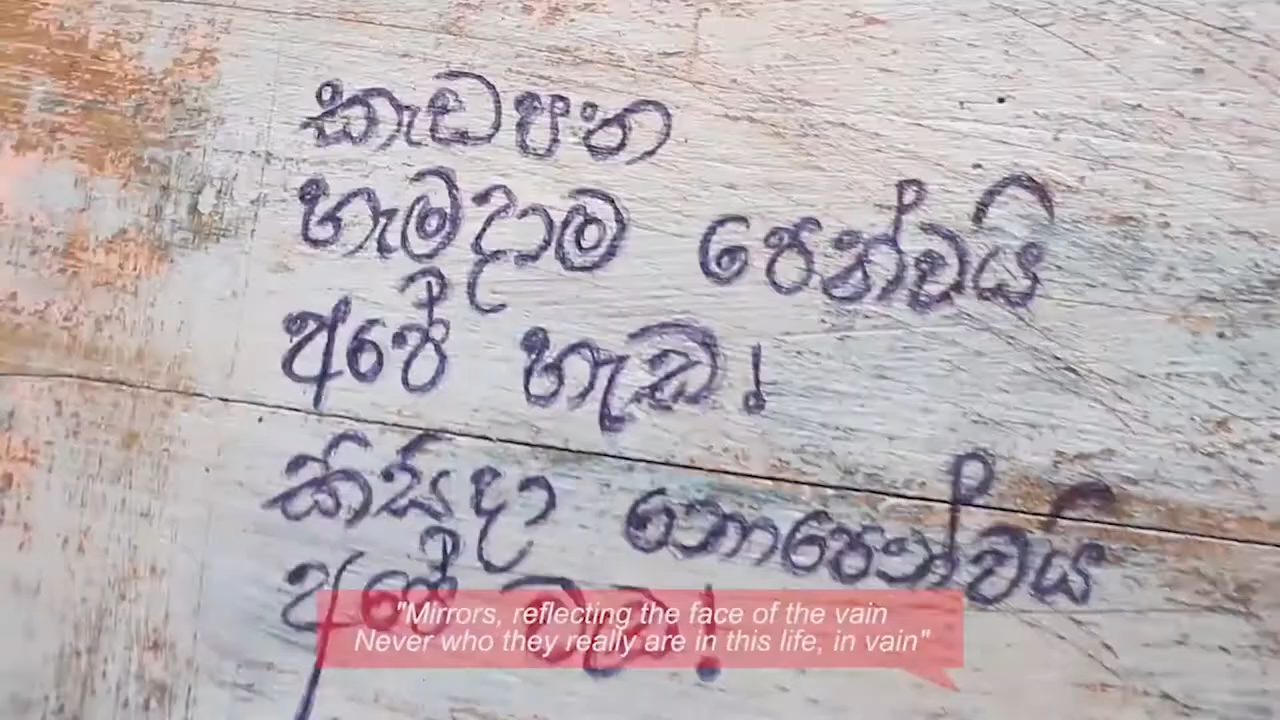 කැඩපත
හැමදාම පෙන්වයි
අපේ හැඩ!
කිසිදා නොපෙන්වයි
අපේ !
"Mirrors, reflecting the face of the vain
Never who they really are in this life, in vain"